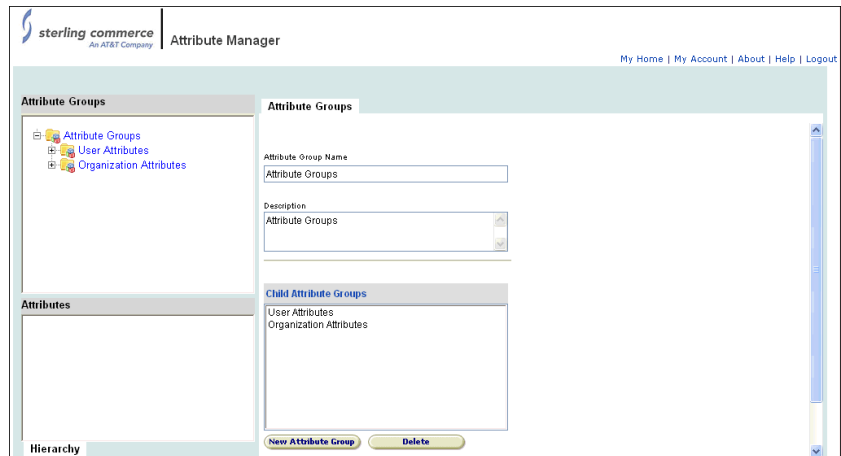 sterling commerce
An AT&T Company
Attribute Manager
My Home | My Account | About | Help | Logout
Attribute Groups
Attribute Groups
User Attributes
Organization Attributes
Attributes
Hierarchy
Attribute Groups
Attribute Group Name
Attribute Groups
Description
Attribute Groups
Child Attribute Groups
User Attributes
Organization Attributes
New Attribute Group
Delete